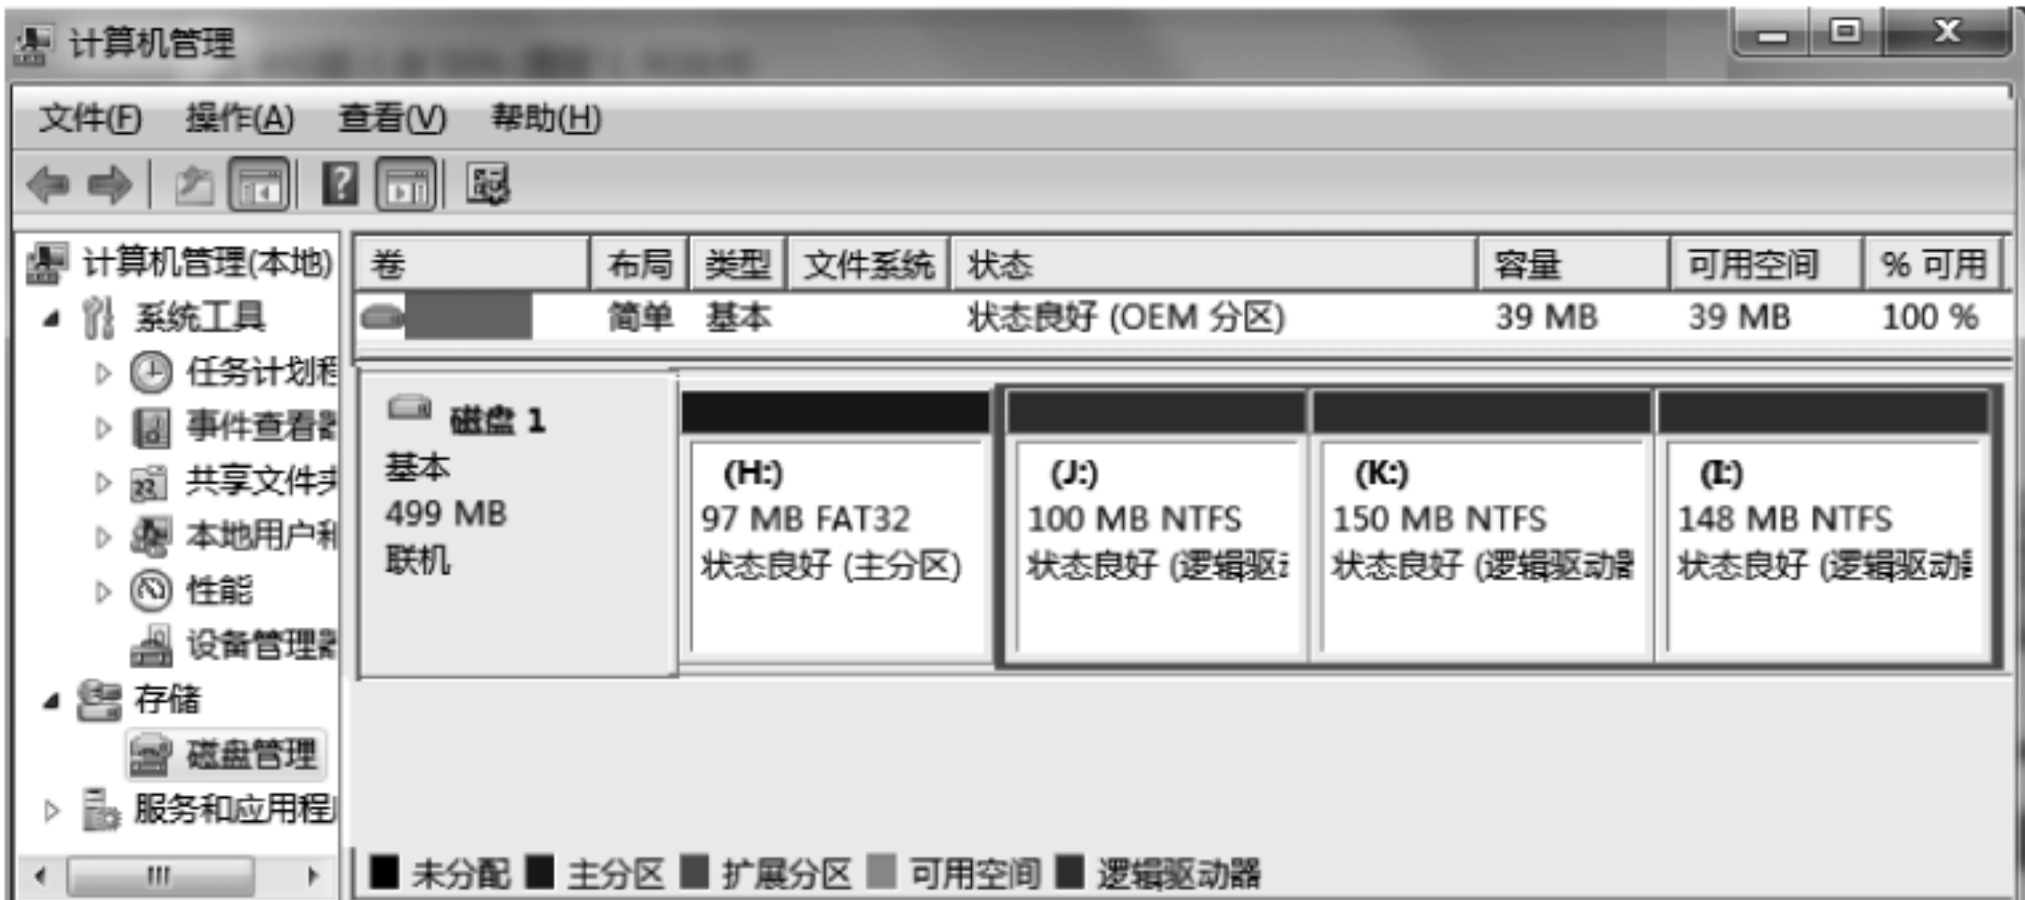 计算机管理
文件(F) 操作(A) 查看(V) 帮助(H)
计算机管理(本地)
系统工具
任务计划程
事件查看器
共享文件夹
本地用户和
性能
设备管理器
存储
磁盘管理
服务和应用程
卷 布局 类型 文件系统 状态 容量 可用空间 % 可用
简单 基本 状态良好 (OEM 分区) 39 MB 39 MB 100 %
磁盘 1
基本
499 MB
联机
(H:)
97 MB FAT32
状态良好 (主分区)
(J:)
100 MB NTFS
状态良好 (逻辑驱
(K:)
150 MB NTFS
状态良好 (逻辑驱动器
(I:)
148 MB NTFS
状态良好 (逻辑驱动器
未分配 主分区 扩展分区 可用空间 逻辑驱动器